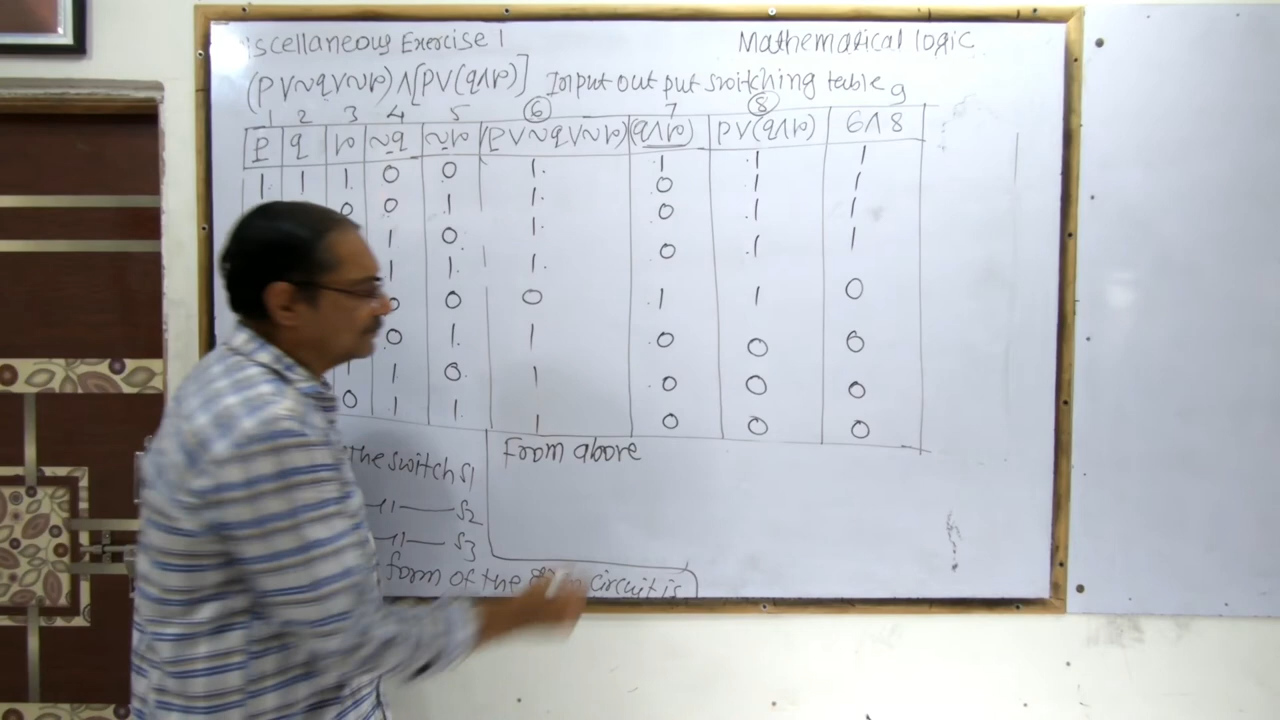 iscellaneous Exercise 1
Mathematical logic
(p∨~q∨~r)∧[p∨(q∧r)] Input out put switching table
1 2 3 4 5 ⑥ 7 ⑧
p q r ~q ~r (p∨~q∨~r) (q∧r) p∨(q∧r) 6∧8
1 1 1 0 0 1 1 1 1
0 0 1 1 0 1 1
1 0 1 0 1 1
1 1 1 0 1 1
0 0 0 1 1 0
0 1 1 0 0 0
1 0 1 0 0 0
0 1 1 1 0 0 0
the switch S1
〃 S2
〃 S3
form of the circuit is
From above